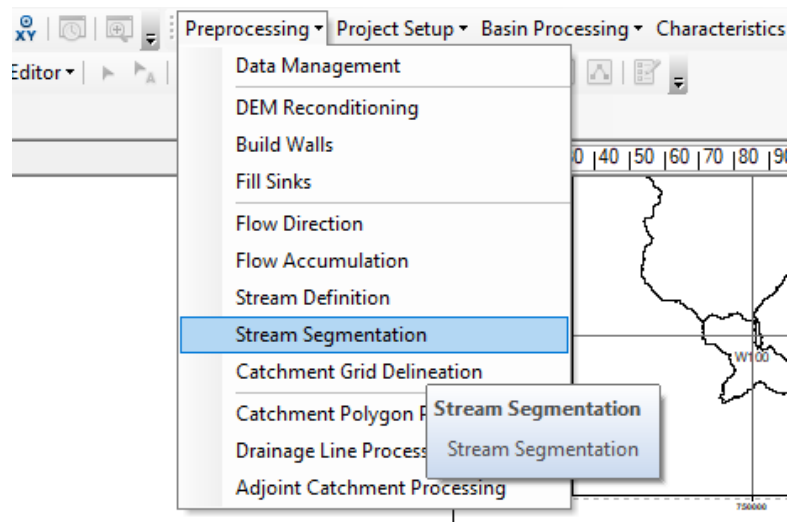 XY
Preprocessing Project Setup Basin Processing Characteristics
Editor
Data Management
DEM Reconditioning
Build Walls
Fill Sinks
40 50 60 70 80
Flow Direction
Flow Accumulation
Stream Definition
Stream Segmentation
W100
Catchment Grid Delineation
Catchment Polygon
Stream Segmentation
Drainage Line Process
Stream Segmentation
Adjoint Catchment Processing
750000